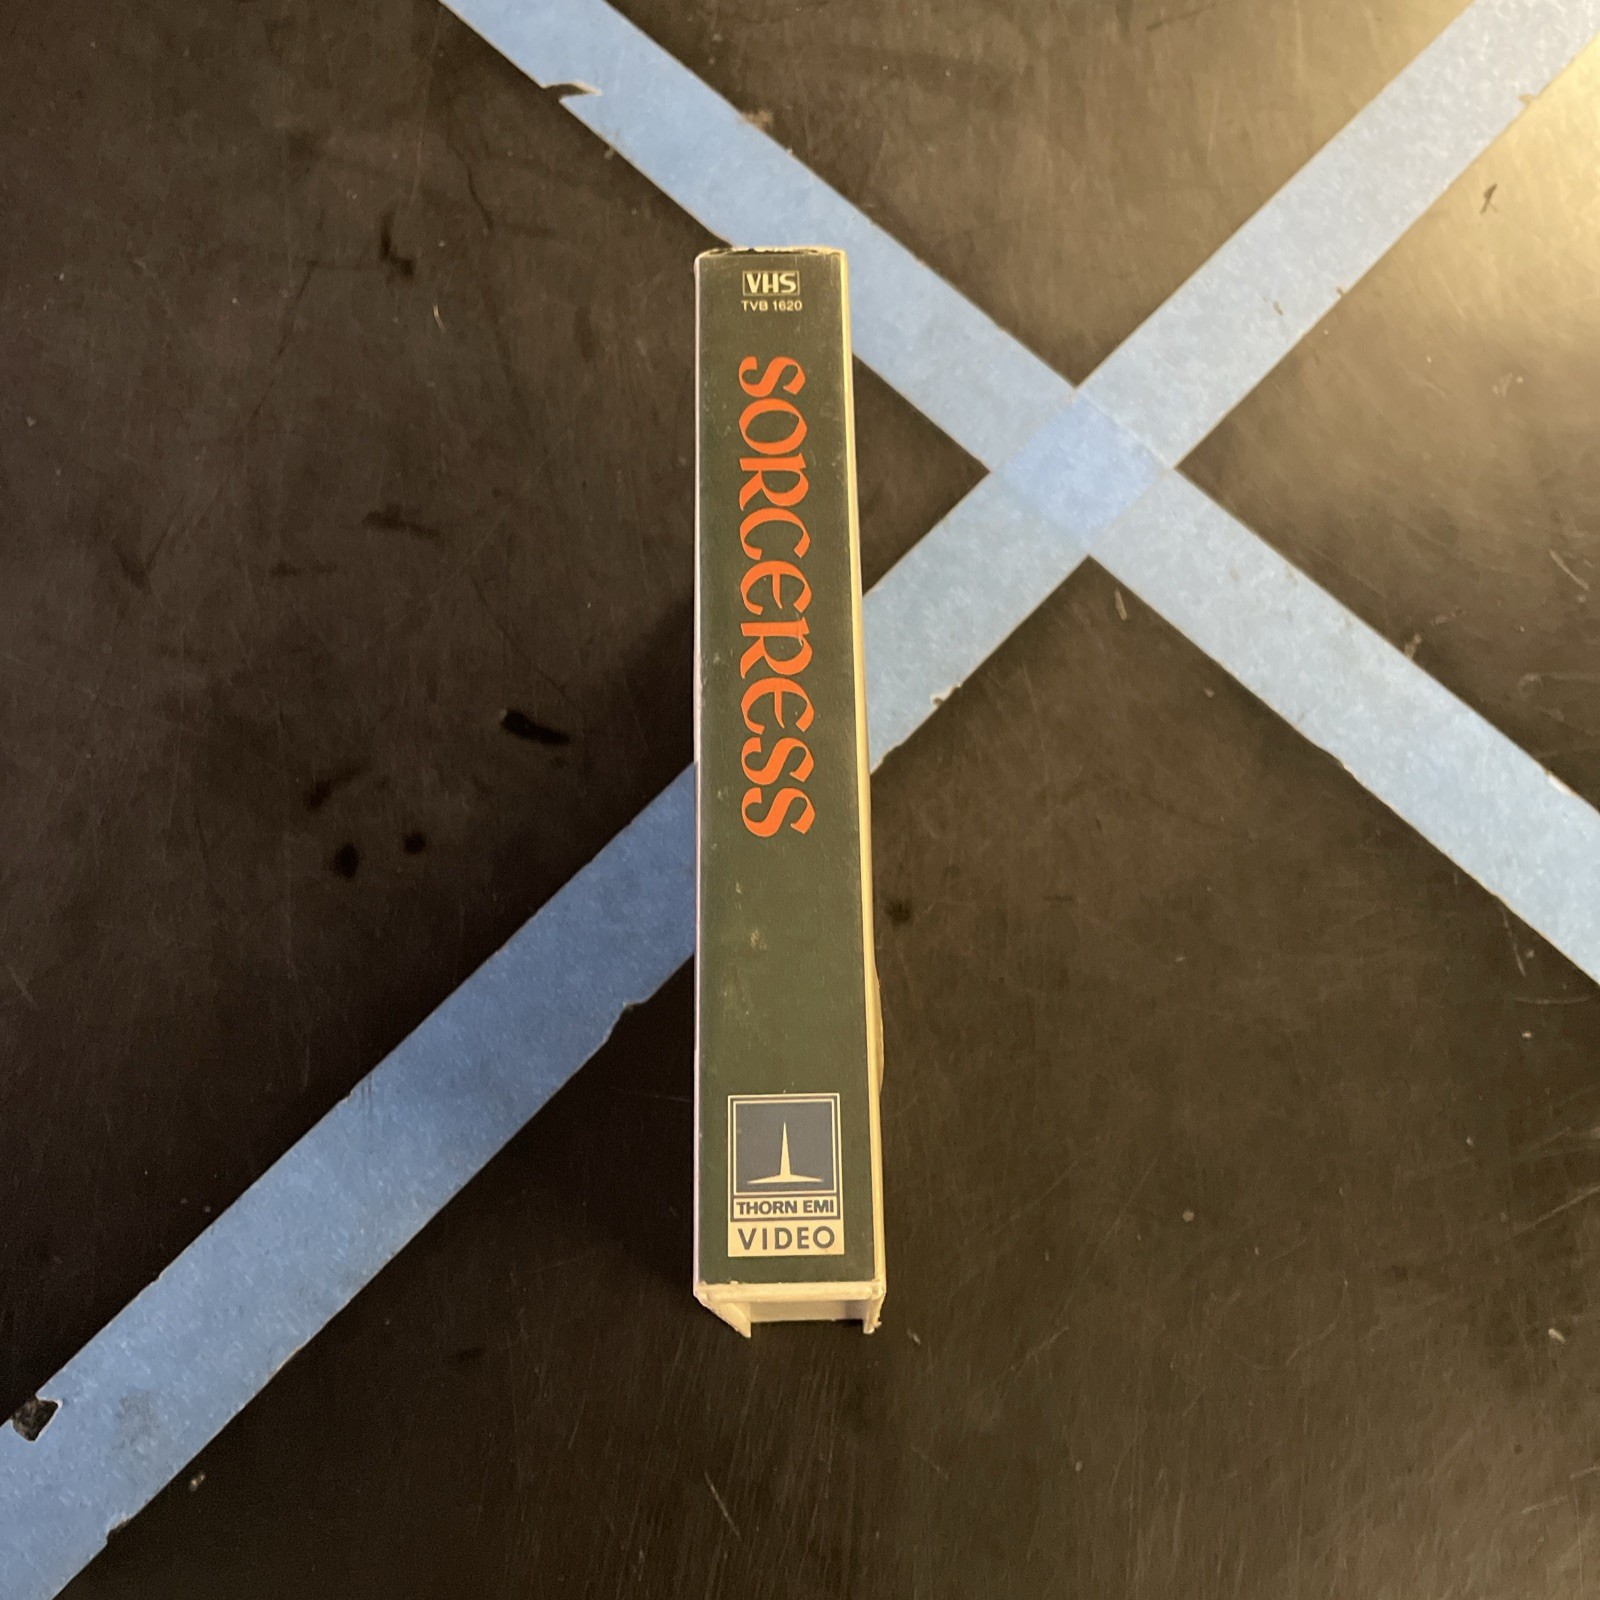 VHS
TVB 1620
SORCERESS
THORN EMI
VIDEO